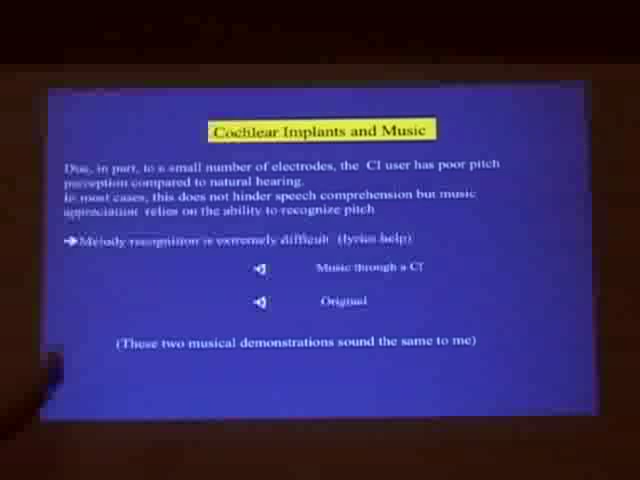 Cochlear Implants and Music
Due, in part, to a small number of electrodes, the CI user has poor pitch
perception compared to natural hearing.
In most cases, this does not hinder speech comprehension but music
appreciation relies on the ability to recognize pitch
➔Melody recognition is extremely difficult (lyrics help)
Music through a CI
Original
(These two musical demonstrations sound the same to me)